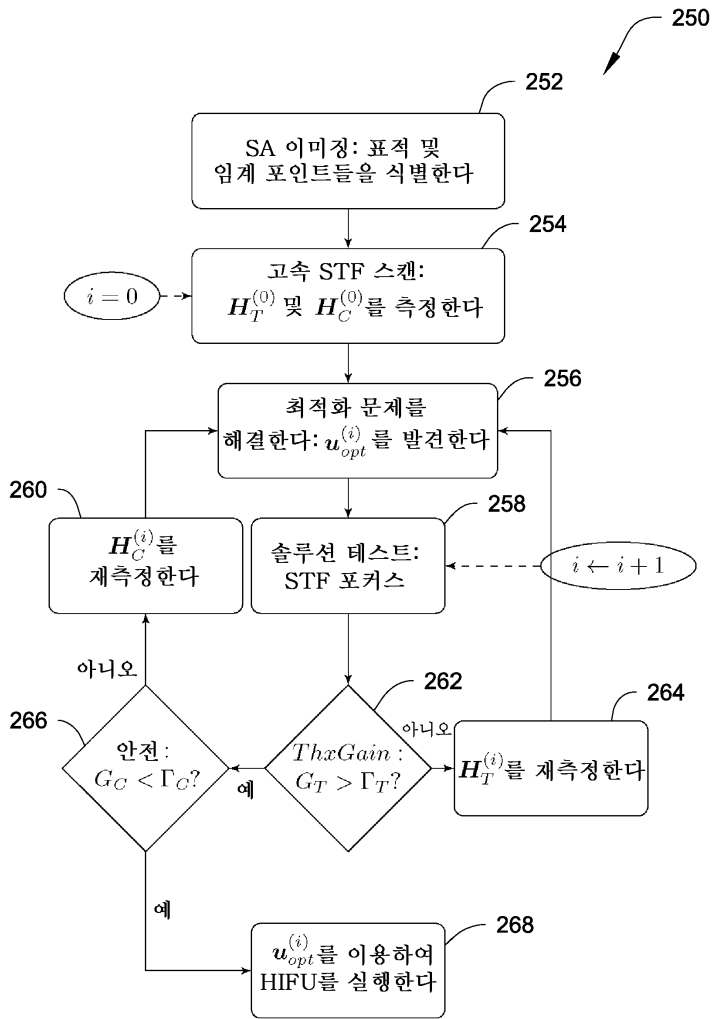 250
252
SA 이미징: 표적 및
임계 포인트들을 식별한다
254
고속 STF 스캔:
H_T^{(0)} 및 H_C^{(0)}를 측정한다
i = 0
256
최적화 문제를
해결한다: u_{opt}^{(i)}를 발견한다
260
H_C^{(i)}를
재측정한다
258
솔루션 테스트:
STF 포커스
i ← i + 1
아니오
262
264
266
안전:
G_C < Γ_C?
예
ThxGain:
G_T > Γ_T?
아니오
H_T^{(i)}를 재측정한다
예
268
u_{opt}^{(i)}를 이용하여
HIFU를 실행한다